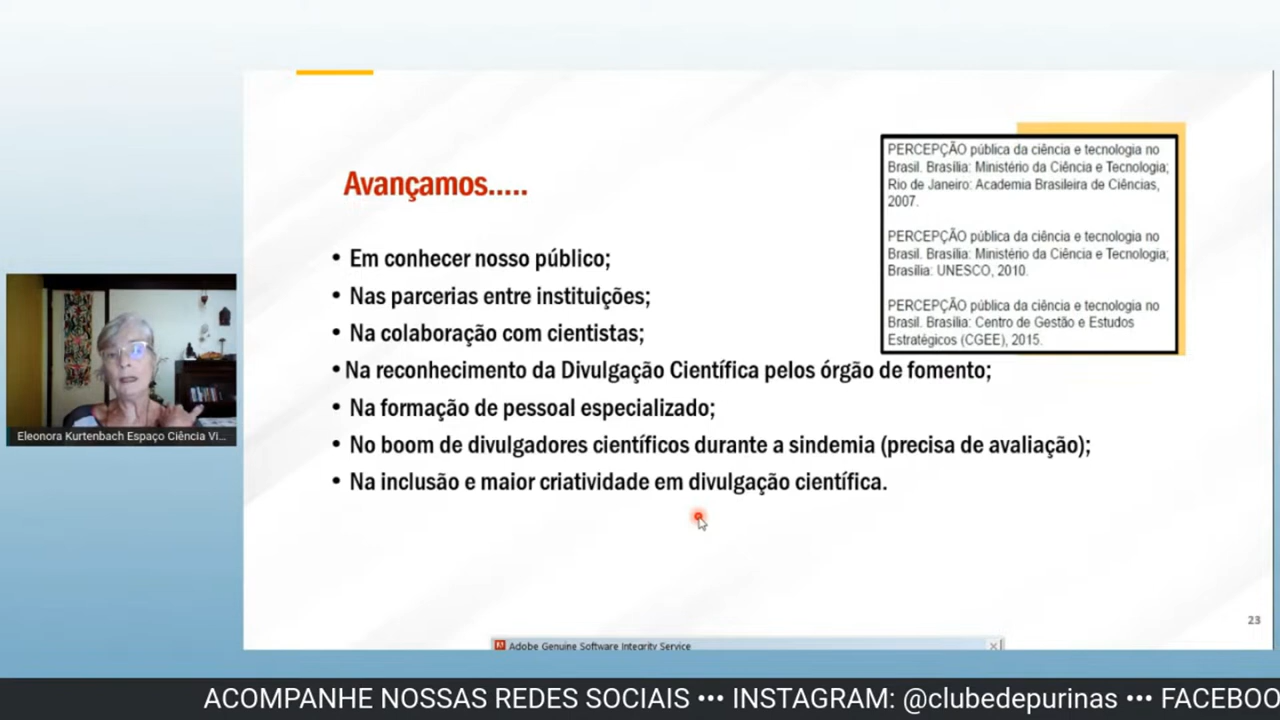 Avançamos.....
• Em conhecer nosso público;
• Nas parcerias entre instituições;
• Na colaboração com cientistas;
• Na reconhecimento da Divulgação Científica pelos órgão de fomento;
• Na formação de pessoal especializado;
• No boom de divulgadores científicos durante a sindemia (precisa de avaliação);
• Na inclusão e maior criatividade em divulgação científica.
PERCEPÇÃO pública da ciência e tecnologia no
Brasil. Brasília: Ministério da Ciência e Tecnologia;
Rio de Janeiro: Academia Brasileira de Ciências,
2007.
PERCEPÇÃO pública da ciência e tecnologia no
Brasil. Brasília: Ministério da Ciência e Tecnologia;
Brasília: UNESCO, 2010.
PERCEPÇÃO pública da ciência e tecnologia no
Brasil. Brasília: Centro de Gestão e Estudos
Estratégicos (CGEE), 2015.
Eleonora Kurtenbach Espaço Ciência Vi...
23
Adobe Genuine Software Integrity Service
ACOMPANHE NOSSAS REDES SOCIAIS ••• INSTAGRAM: @clubedepurinas ••• FACEBOO